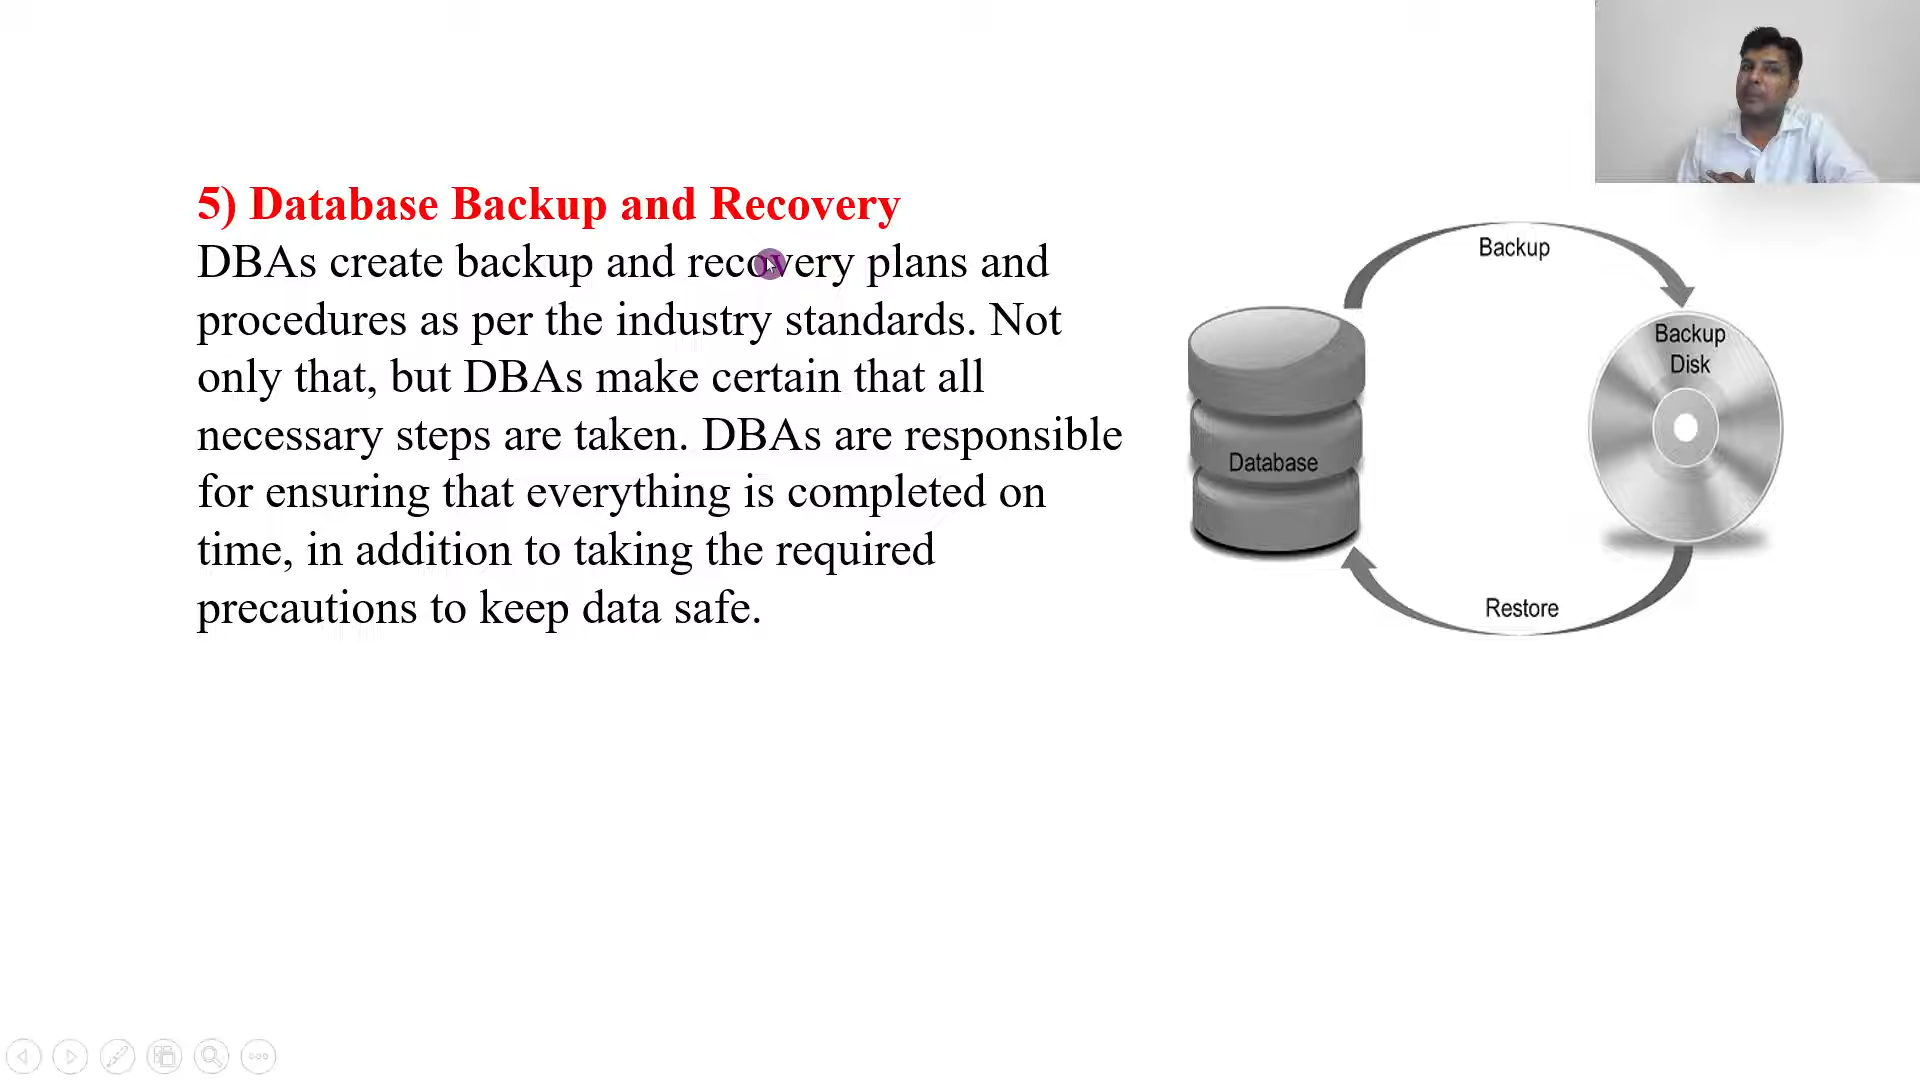 5) Database Backup and Recovery
DBAs create backup and recovery plans and
procedures as per the industry standards. Not
only that, but DBAs make certain that all
necessary steps are taken. DBAs are responsible
for ensuring that everything is completed on
time, in addition to taking the required
precautions to keep data safe.
Backup
Backup
Disk
Database
Restore